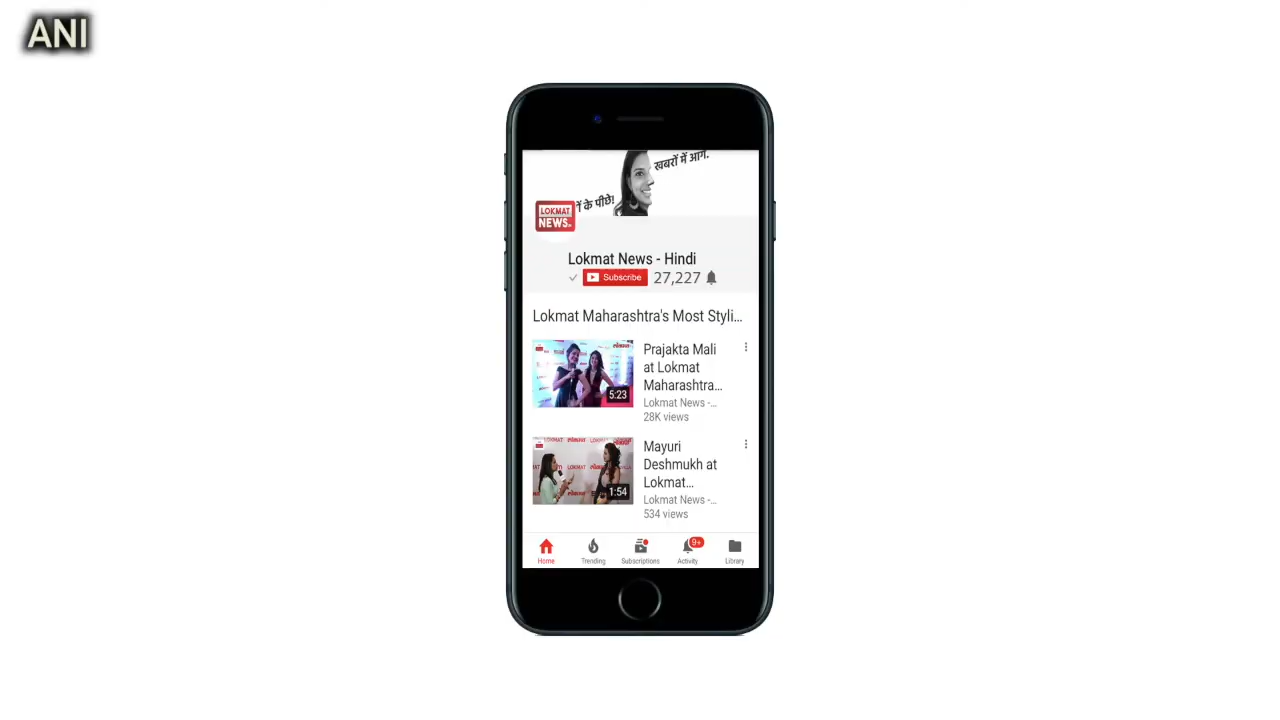 ANI
खबरों में आगे.
के पीछे!
LOKMAT
NEWS
Lokmat News - Hindi
Subscribe 27,227
Lokmat Maharashtra's Most Styli...
Prajakta Mali
at Lokmat
Maharashtra...
Lokmat News -...
28K views
5:23
Mayuri
Deshmukh at
Lokmat...
Lokmat News -...
534 views
1:54
9+
Home Trending Subscriptions Activity Library